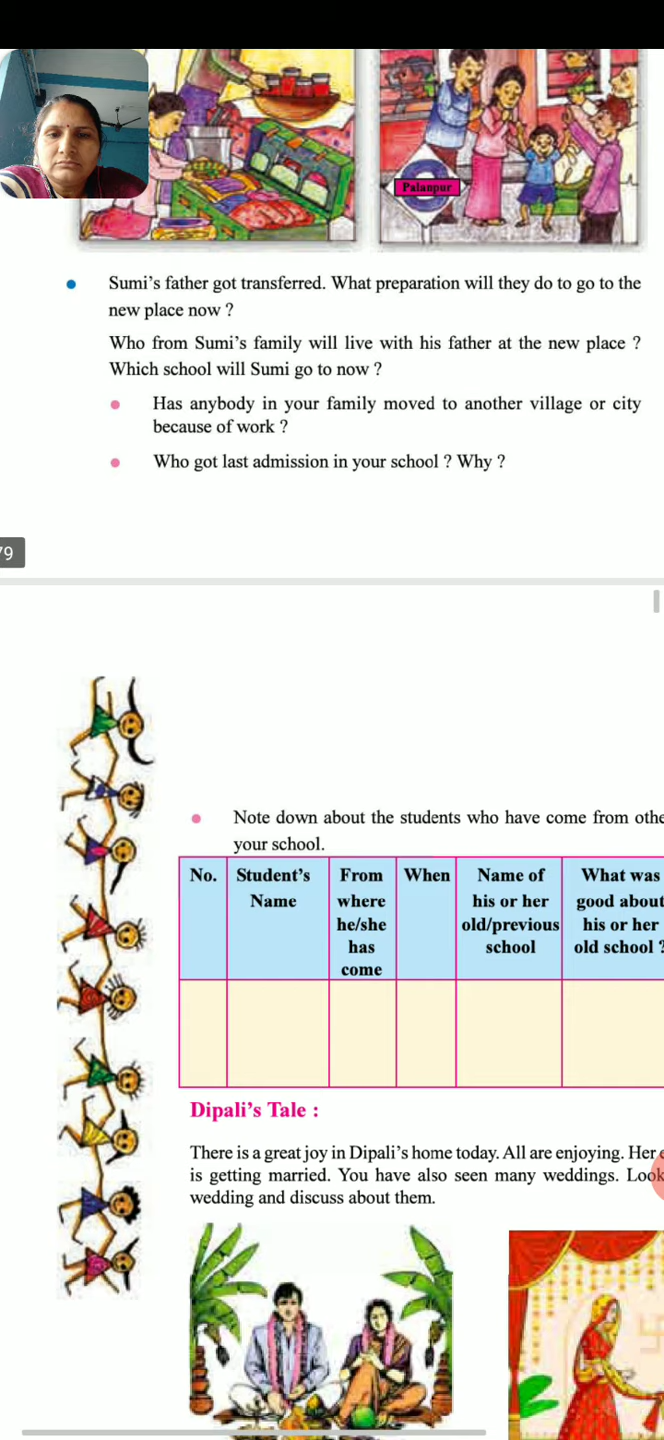 Palanpur
Sumi's father got transferred. What preparation will they do to go to the
new place now ?
Who from Sumi's family will live with his father at the new place ?
Which school will Sumi go to now ?
Has anybody in your family moved to another village or city
because of work ?
Who got last admission in your school ? Why ?
79
Note down about the students who have come from othe
your school.
No. Student's Name From where he/she has come When Name of his or her old/previous school What was good about his or her old school ?
Dipali's Tale :
There is a great joy in Dipali's home today. All are enjoying. Her
is getting married. You have also seen many weddings. Look
wedding and discuss about them.